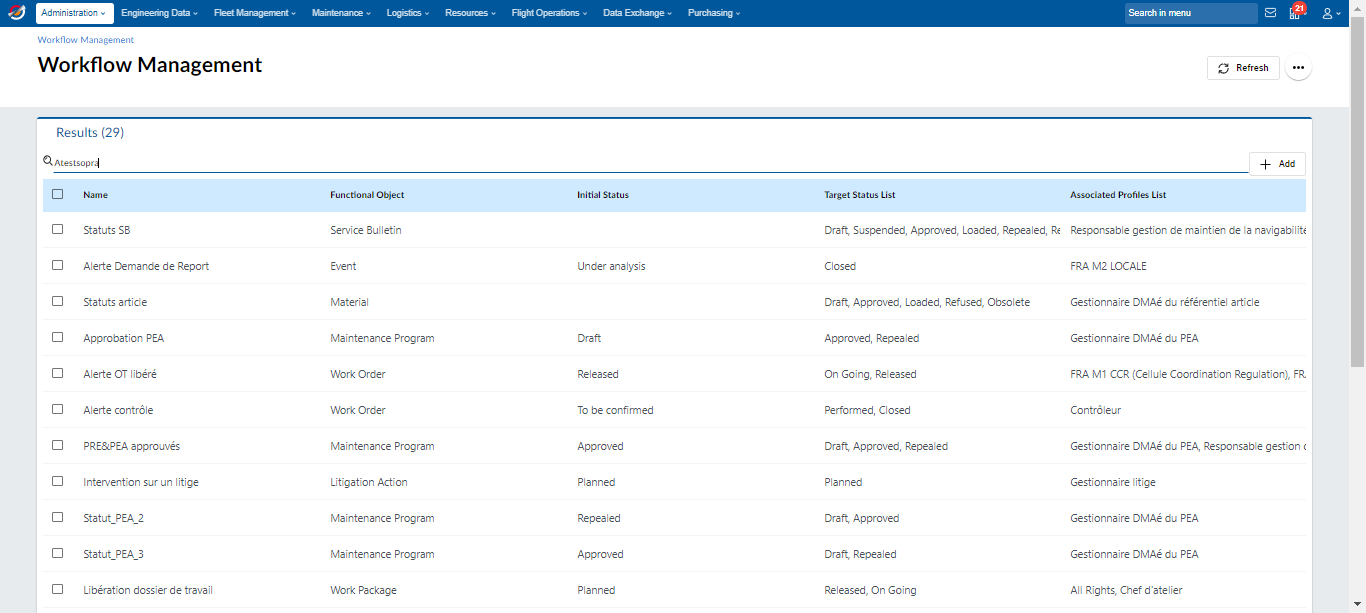 Administration Engineering Data Fleet Management Maintenance Logistics Resources Flight Operations Data Exchange Purchasing Search in menu 21
Workflow Management
Workflow Management
Refresh
Results (29)
Atestsopra
Add
Name Functional Object Initial Status Target Status List Associated Profiles List
Statuts SB Service Bulletin Draft, Suspended, Approved, Loaded, Repealed, Re Responsable gestion de maintien de la navigabilité
Alerte Demande de Report Event Under analysis Closed FRA M2 LOCALE
Statuts article Material Draft, Approved, Loaded, Refused, Obsolete Gestionnaire DMAé du référentiel article
Approbation PEA Maintenance Program Draft Approved, Repealed Gestionnaire DMAé du PEA
Alerte OT libéré Work Order Released On Going, Released FRA M1 CCR (Cellule Coordination Regulation), FR
Alerte contrôle Work Order To be confirmed Performed, Closed Contrôleur
PRE&PEA approuvés Maintenance Program Approved Draft, Approved, Repealed Gestionnaire DMAé du PEA, Responsable gestion
Intervention sur un litige Litigation Action Planned Planned Gestionnaire litige
Statut_PEA_2 Maintenance Program Repealed Draft, Approved Gestionnaire DMAé du PEA
Statut_PEA_3 Maintenance Program Approved Draft, Repealed Gestionnaire DMAé du PEA
Libération dossier de travail Work Package Planned Released, On Going All Rights, Chef d'atelier